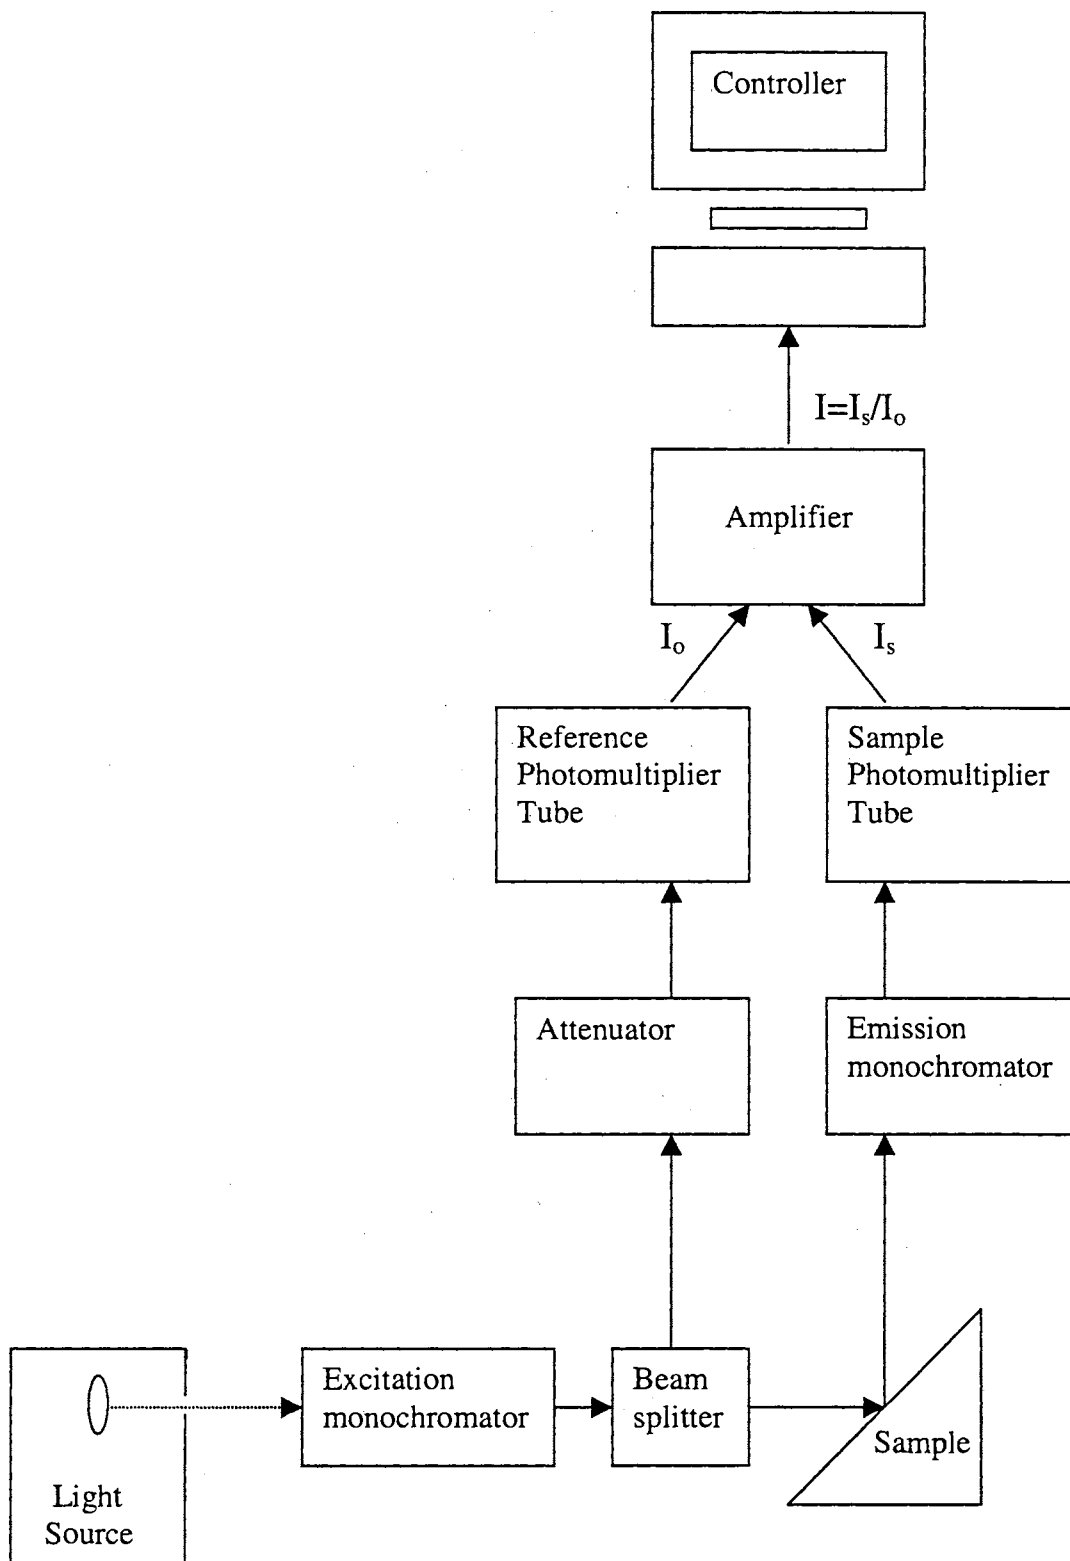 Controller
I=Is/Io
Amplifier
Io
Is
Reference
Photomultiplier
Tube
Sample
Photomultiplier
Tube
Attenuator
Emission
monochromator
Excitation
monochromator
Beam
splitter
Sample
Light
Source